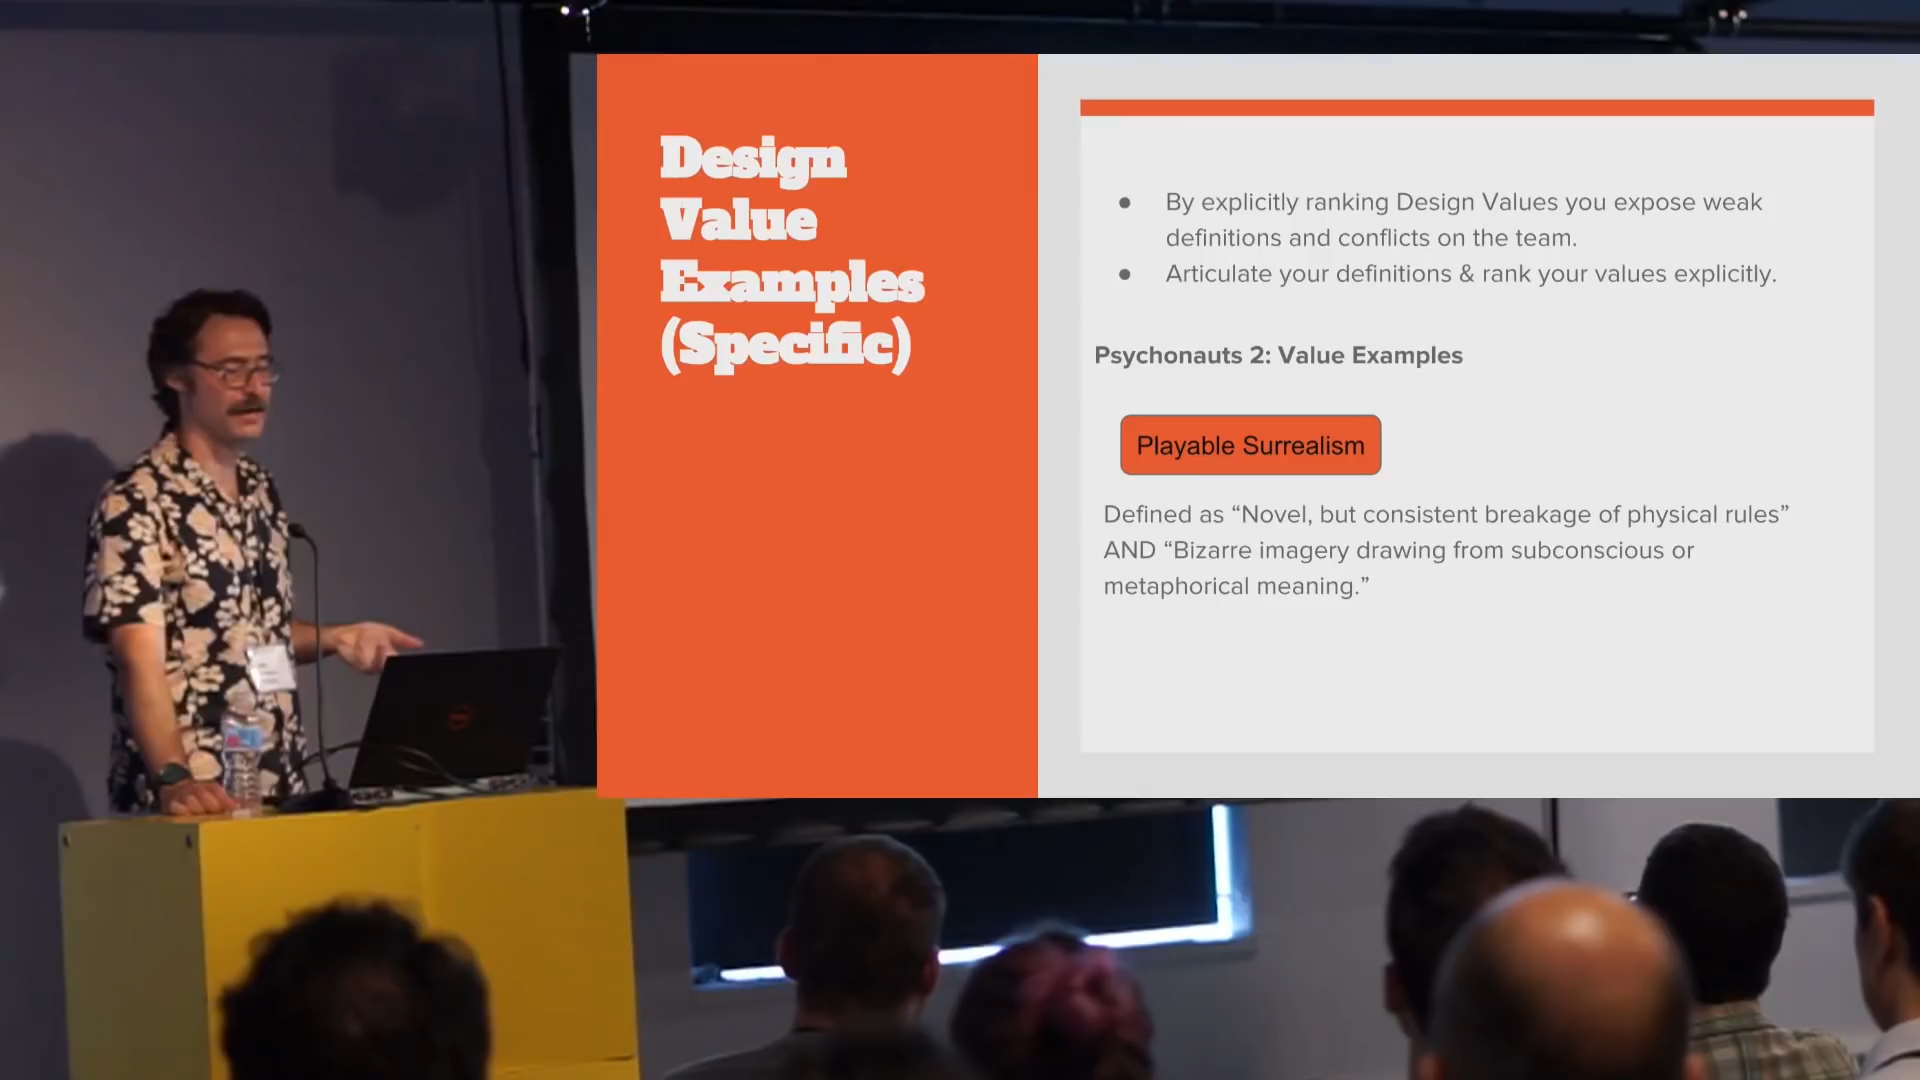 Design
Value
Examples
(Specific)
● By explicitly ranking Design Values you expose weak
definitions and conflicts on the team.
● Articulate your definitions & rank your values explicitly.
Psychonauts 2: Value Examples
Playable Surrealism
Defined as “Novel, but consistent breakage of physical rules”
AND “Bizarre imagery drawing from subconscious or
metaphorical meaning.”